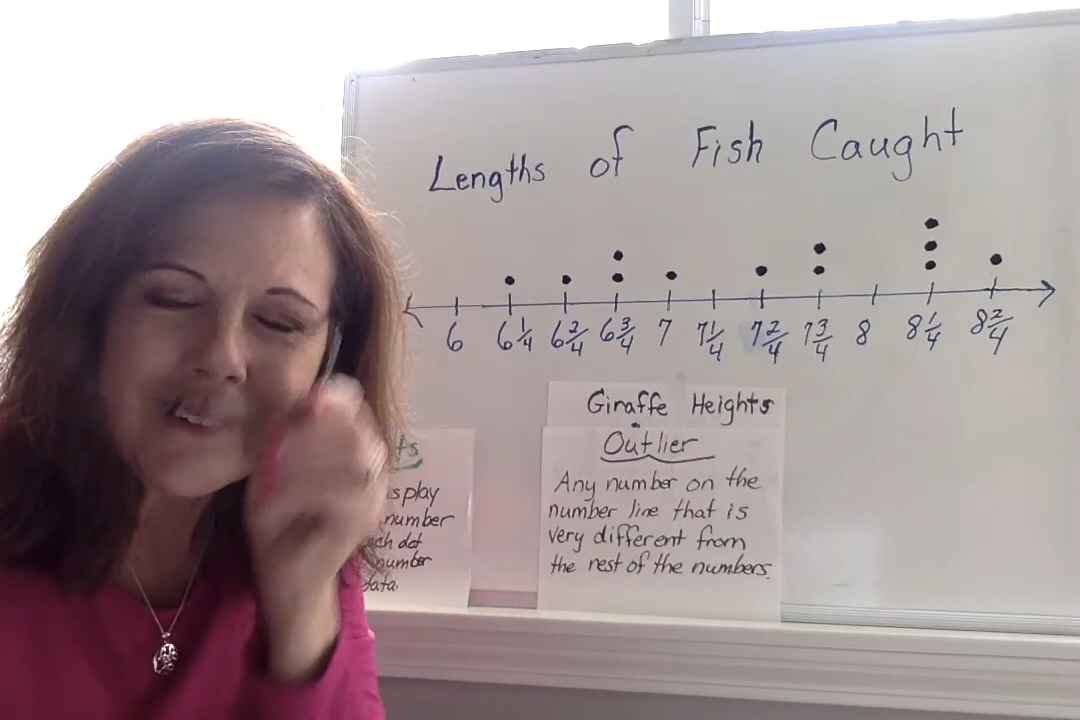 Lengths of Fish Caught
6 6 1/4 6 2/4 6 3/4 7 7 1/4 7 2/4 7 3/4 8 8 1/4 8 2/4
Giraffe Heights
Outlier
Any number on the
number line that is
very different from
the rest of the numbers.
number
number